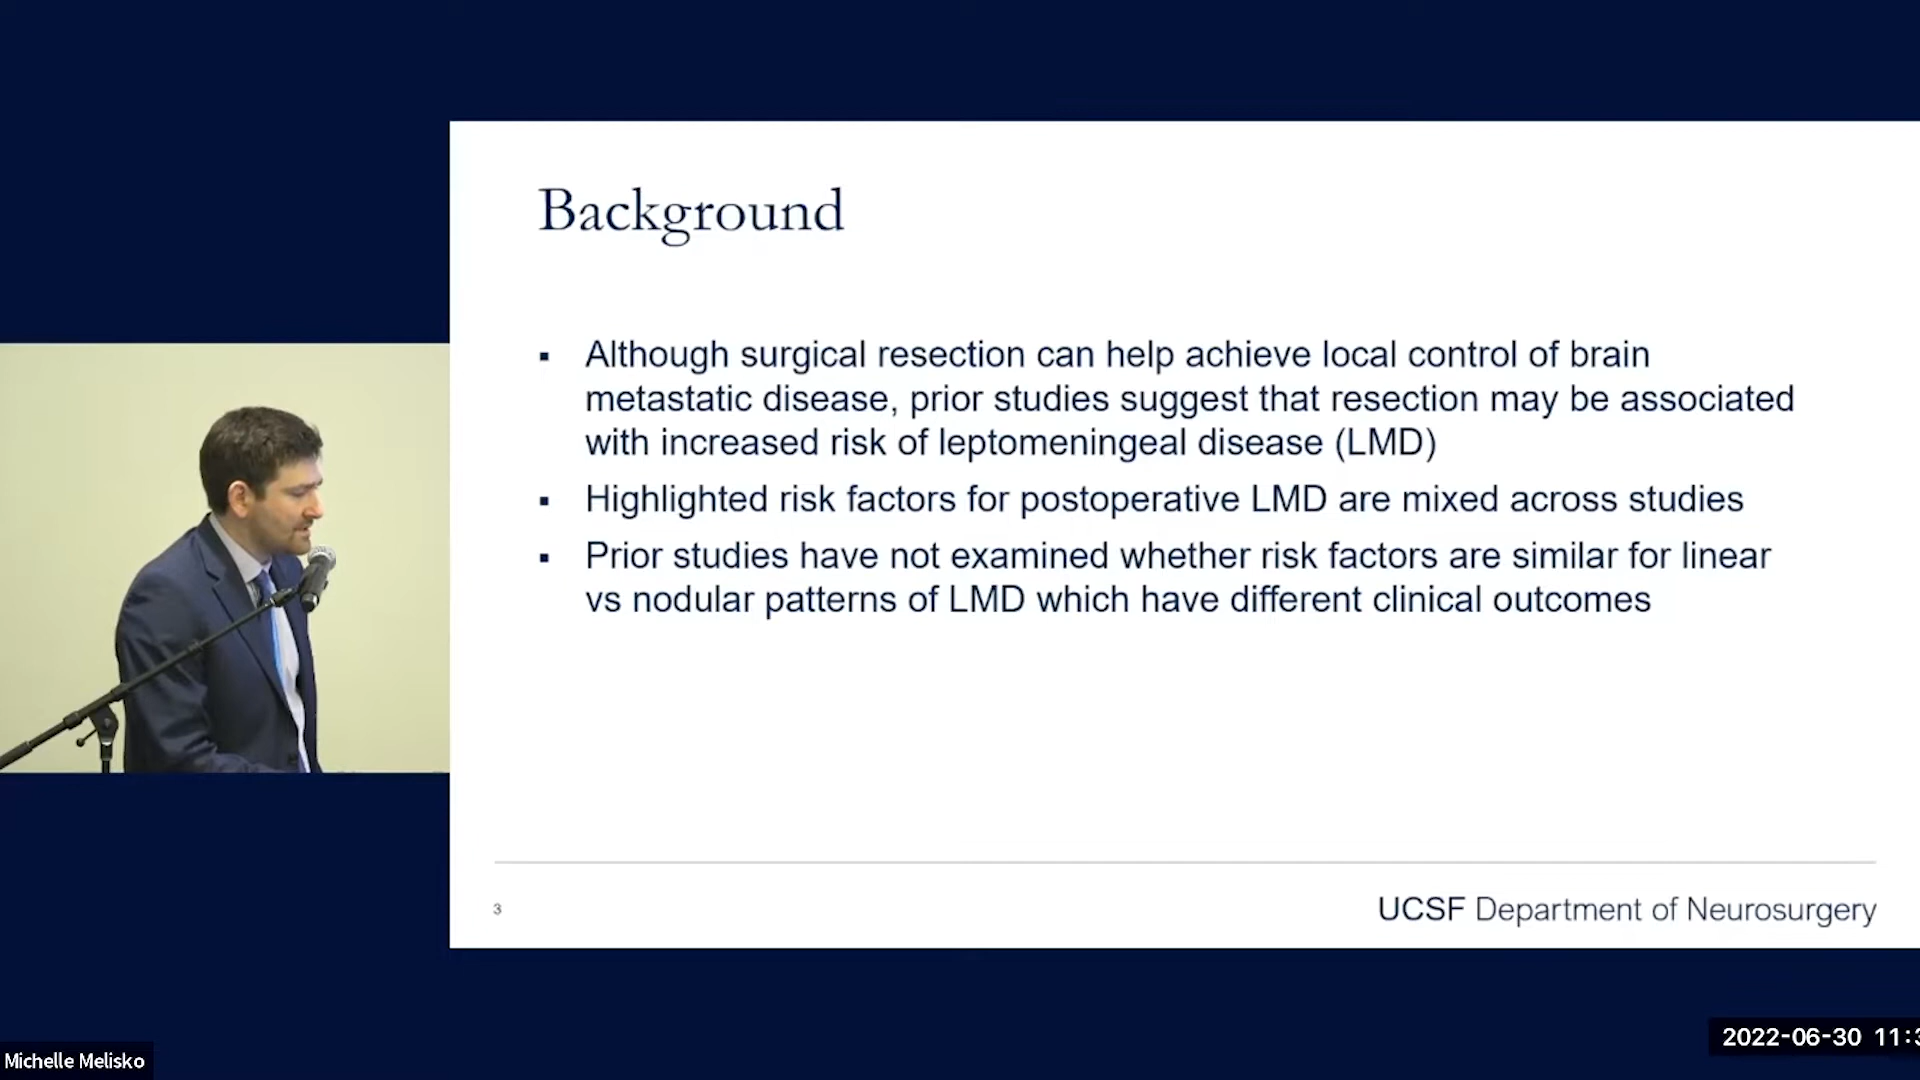 Background
▪ Although surgical resection can help achieve local control of brain
metastatic disease, prior studies suggest that resection may be associated
with increased risk of leptomeningeal disease (LMD)
▪ Highlighted risk factors for postoperative LMD are mixed across studies
▪ Prior studies have not examined whether risk factors are similar for linear
vs nodular patterns of LMD which have different clinical outcomes
3
UCSF Department of Neurosurgery
Michelle Melisko
2022-06-30 11:3